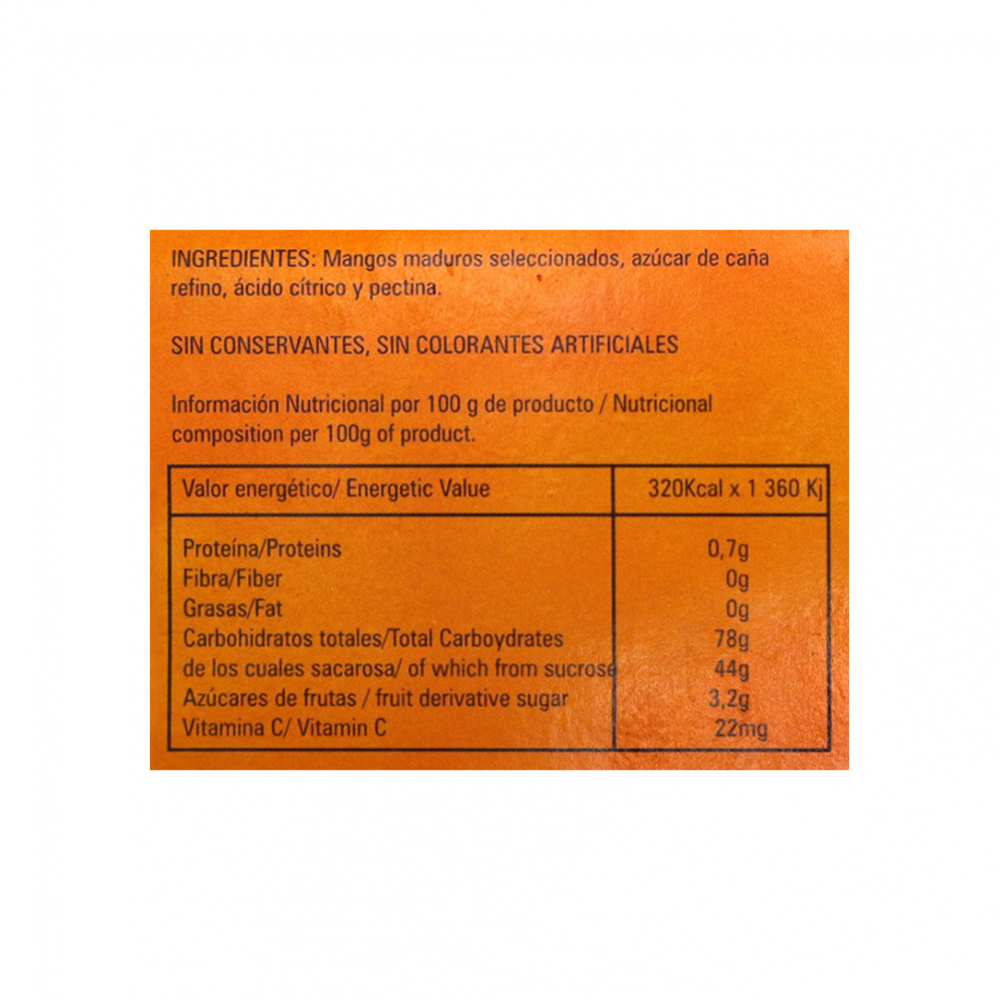 INGREDIENTES: Mangos maduros seleccionados, azúcar de caña
refino, ácido cítrico y pectina.
SIN CONSERVANTES, SIN COLORANTES ARTIFICIALES
Información Nutricional por 100 g de producto / Nutricional
composition per 100g of product.
Valor energético/ Energetic Value 320Kcal x 1 360 Kj
Proteína/Proteins 0,7g
Fibra/Fiber 0g
Grasas/Fat 0g
Carbohidratos totales/Total Carboydrates 78g
de los cuales sacarosa/ of which from sucrose 44g
Azúcares de frutas / fruit derivative sugar 3,2g
Vitamina C/ Vitamin C 22mg